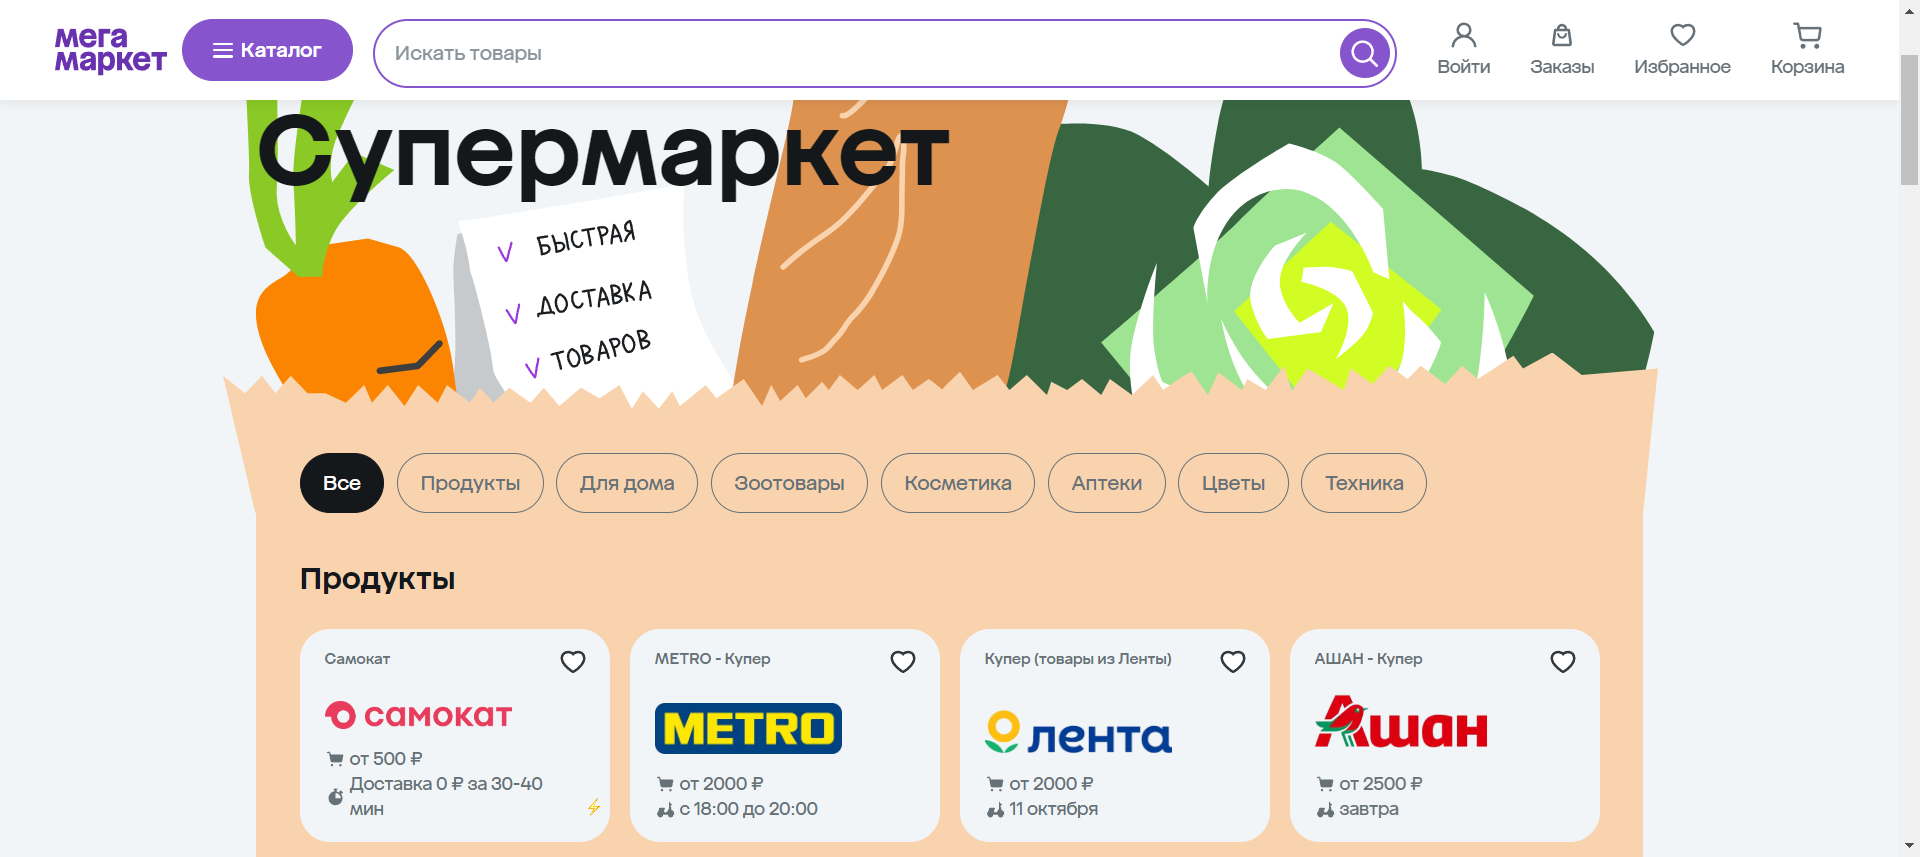 мега
маркет
Каталог
Искать товары
Войти
Заказы
Избранное
Корзина
Супермаркет
БЫСТРАЯ
ДОСТАВКА
ТОВАРОВ
Все
Продукты
Для дома
Зоотовары
Косметика
Аптеки
Цветы
Техника
Продукты
Самокат
самокат
от 500 ₽
Доставка 0 ₽ за 30-40
мин
METRO - Купер
METRO
от 2000 ₽
с 18:00 до 20:00
Купер (товары из Ленты)
лента
от 2000 ₽
11 октября
АШАН - Купер
Ашан
от 2500 ₽
завтра